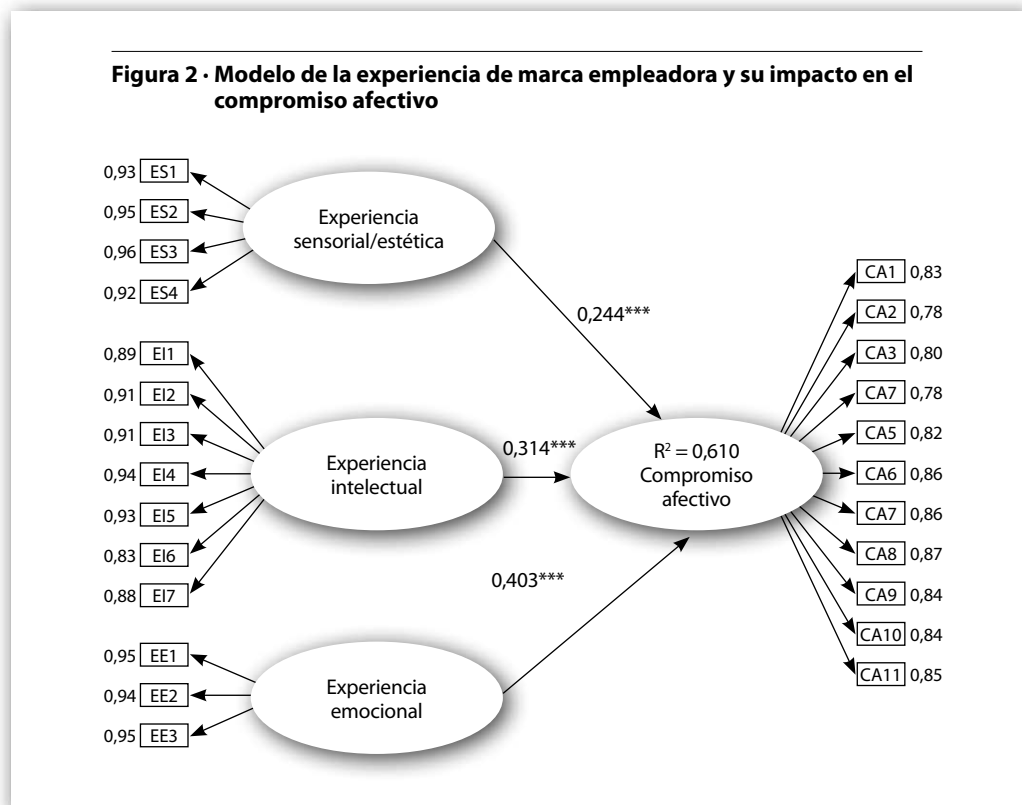 Figura 2 · Modelo de la experiencia de marca empleadora y su impacto en el
compromiso afectivo
0,93 ES1
0,95 ES2
0,96 ES3
0,92 ES4
Experiencia
sensorial/estética
0,244***
0,89 EI1
0,91 EI2
0,91 EI3
0,94 EI4
0,93 EI5
0,83 EI6
0,88 EI7
Experiencia
intelectual
0,314***
0,95 EE1
0,94 EE2
0,95 EE3
Experiencia
emocional
0,403***
R² = 0,610
Compromiso
afectivo
CA1 0,83
CA2 0,78
CA3 0,80
CA7 0,78
CA5 0,82
CA6 0,86
CA7 0,86
CA8 0,87
CA9 0,84
CA10 0,84
CA11 0,85